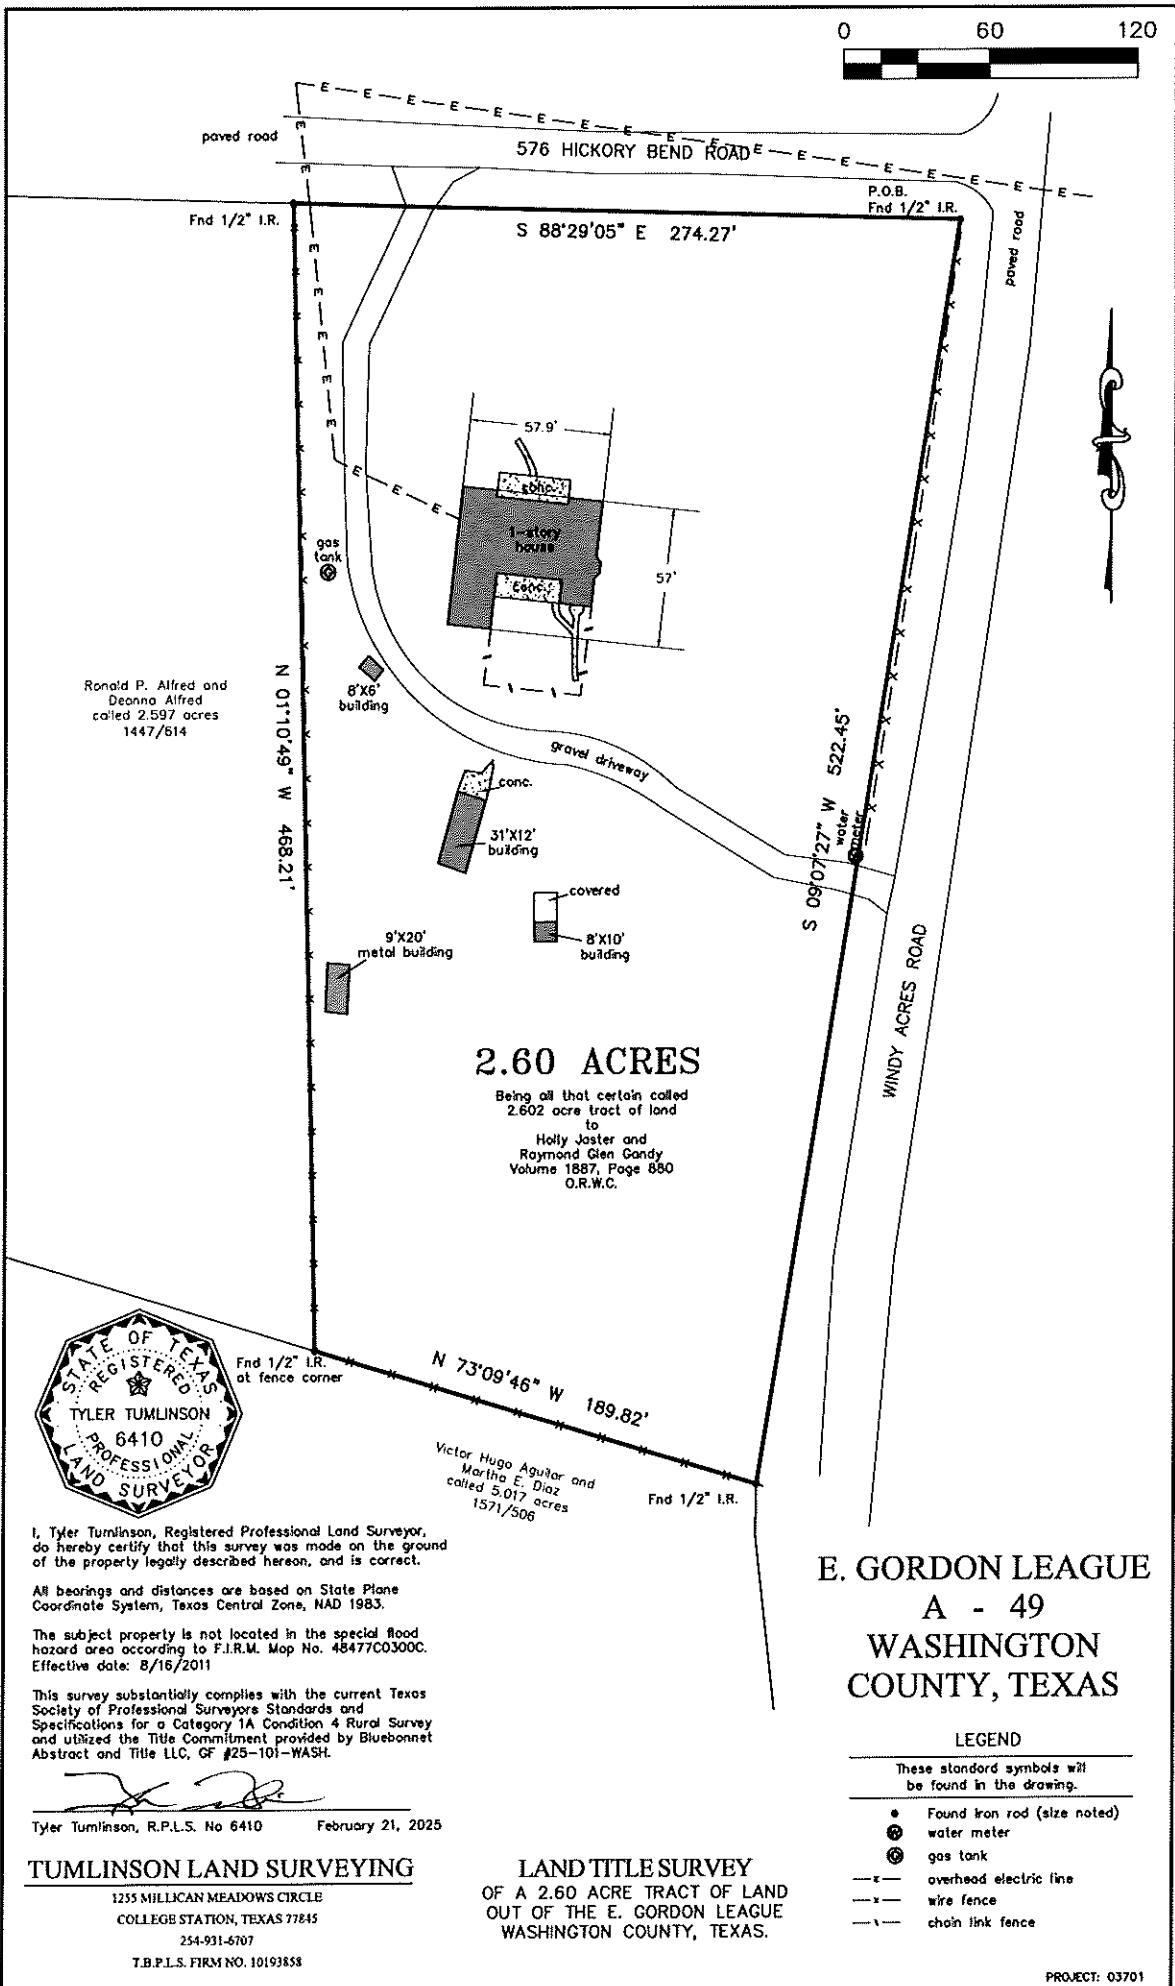 0 60 120
paved road
576 HICKORY BEND ROAD
P.O.B.
Fnd 1/2" I.R.
Fnd 1/2" I.R.
S 88°29'05" E 274.27'
paved road
57.9'
conc.
1-story
house
conc.
57'
gas
tank
8'X6'
building
Ronald P. Alfred and
Deanna Alfred
called 2.597 acres
1447/614
N 01°10'49" W 468.21'
gravel driveway
conc.
31'X12'
building
S 09°07'27" W 522.45'
water
meter
covered
8'X10'
building
9'X20'
metal building
WINDY ACRES ROAD
2.60 ACRES
Being all that certain called
2.602 acre tract of land
to
Holly Jaster and
Raymond Glen Gandy
Volume 1887, Page 880
O.R.W.C.
Fnd 1/2" I.R.
at fence corner
N 73°09'46" W 189.82'
Victor Hugo Aguilar and
Martha E. Diaz
called 5.017 acres
1571/506
Fnd 1/2" I.R.
STATE OF TEXAS
REGISTERED
TYLER TUMLINSON
6410
PROFESSIONAL
LAND SURVEYOR
I, Tyler Tumlinson, Registered Professional Land Surveyor,
do hereby certify that this survey was made on the ground
of the property legally described hereon, and is correct.
All bearings and distances are based on State Plane
Coordinate System, Texas Central Zone, NAD 1983.
The subject property is not located in the special flood
hazard area according to F.I.R.M. Map No. 48477C0300C.
Effective date: 8/16/2011
This survey substantially complies with the current Texas
Society of Professional Surveyors Standards and
Specifications for a Category 1A Condition 4 Rural Survey
and utilized the Title Commitment provided by Bluebonnet
Abstract and Title LLC, GF #25-101-WASH.
Tyler Tumlinson, R.P.L.S. No 6410 February 21, 2025
TUMLINSON LAND SURVEYING
1255 MILLICAN MEADOWS CIRCLE
COLLEGE STATION, TEXAS 77845
254-931-6707
T.B.P.L.S. FIRM NO. 10193858
LAND TITLE SURVEY
OF A 2.60 ACRE TRACT OF LAND
OUT OF THE E. GORDON LEAGUE
WASHINGTON COUNTY, TEXAS.
E. GORDON LEAGUE
A - 49
WASHINGTON
COUNTY, TEXAS
LEGEND
These standard symbols will
be found in the drawing.
Found iron rod (size noted)
water meter
gas tank
overhead electric line
wire fence
chain link fence
PROJECT: 03701